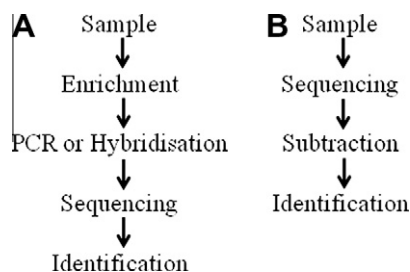 A
Sample
Enrichment
PCR or Hybridisation
Sequencing
Identification
B
Sample
Sequencing
Subtraction
Identification